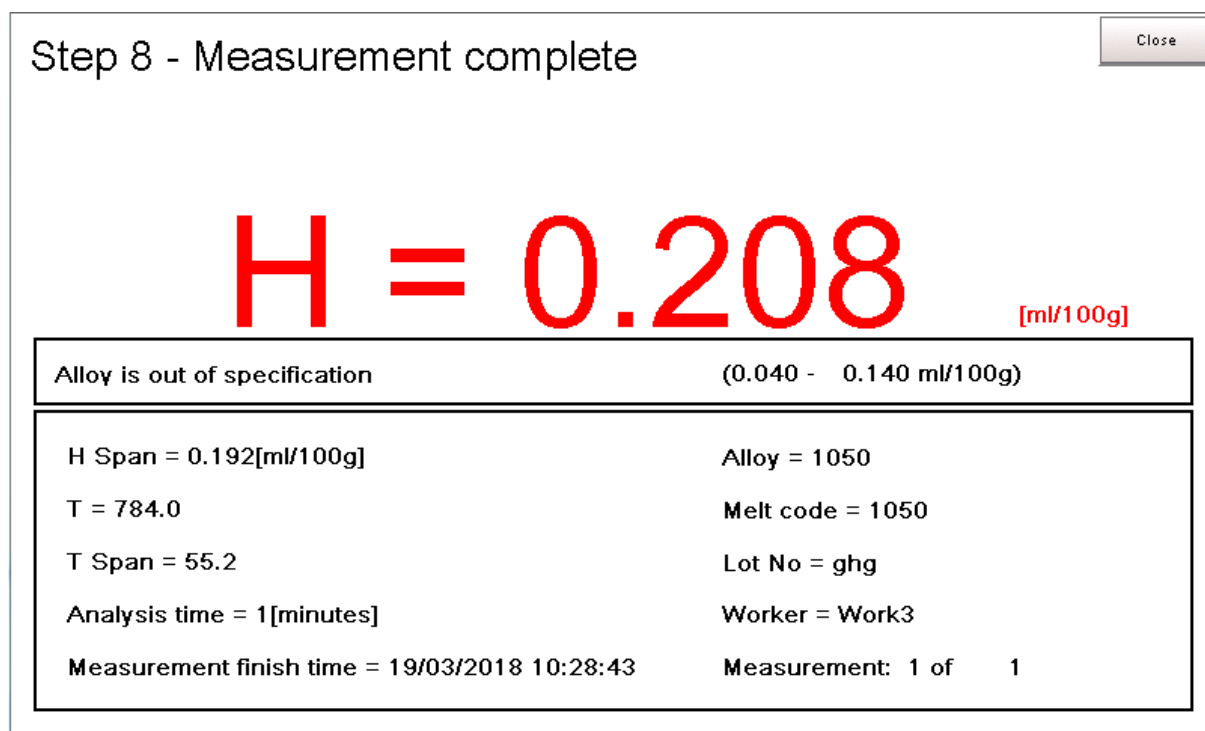 Step 8 - Measurement complete
Close
H = 0.208 [ml/100g]
Alloy is out of specification (0.040 - 0.140 ml/100g)
H Span = 0.192[ml/100g] Alloy = 1050
T = 784.0 Melt code = 1050
T Span = 55.2 Lot No = ghg
Analysis time = 1[minutes] Worker = Work3
Measurement finish time = 19/03/2018 10:28:43 Measurement: 1 of 1